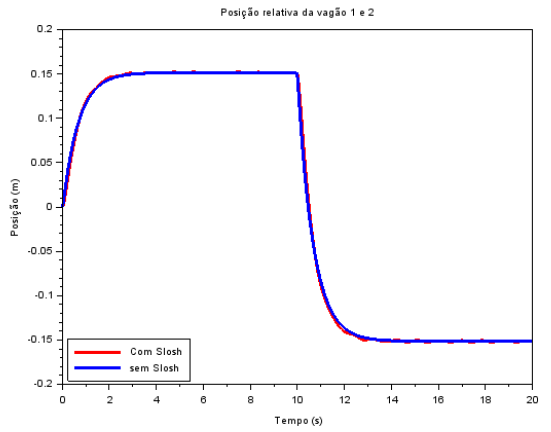 Posição relativa da vagão 1 e 2
0.2
0.15
0.1
0.05
0
-0.05
-0.1
-0.15
-0.2
Posição (m)
Com Slosh
sem Slosh
0 2 4 6 8 10 12 14 16 18 20
Tempo (s)